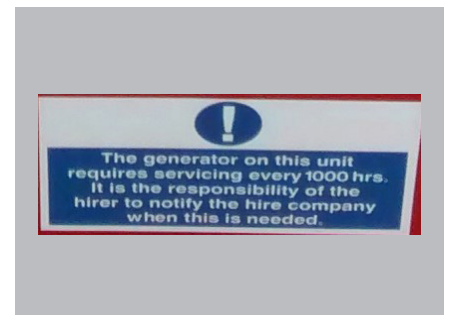 The generator on this unit
requires servicing every 1000 hrs.
It is the responsibility of the
hirer to notify the hire company
when this is needed.